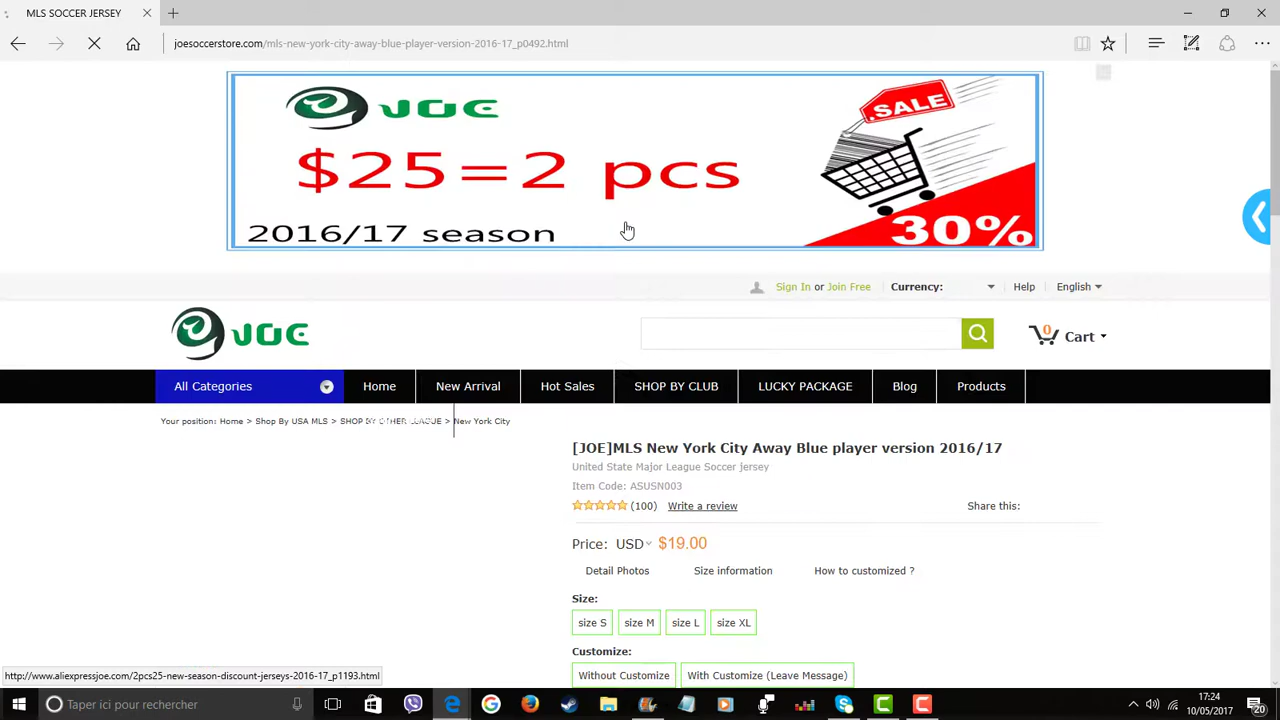 MLS SOCCER JERSEY
joesoccerstore.com/mls-new-york-city-away-blue-player-version-2016-17_p0492.html
JOE
$25=2 pcs
2016/17 season
SALE
30%
Sign In or Join Free
Currency:
Help
English
JOE
0
Cart
All Categories
Home
New Arrival
Hot Sales
SHOP BY CLUB
LUCKY PACKAGE
Blog
Products
Your position: Home > Shop By USA MLS > SHOP BY OTHER LEAGUE > New York City
[JOE]MLS New York City Away Blue player version 2016/17
United State Major League Soccer jersey
Item Code: ASUSN003
(100) Write a review
Share this:
Price: USD $19.00
Detail Photos
Size information
How to customized ?
Size:
size S
size M
size L
size XL
Customize:
Without Customize
With Customize (Leave Message)
http://www.aliexpressjoe.com/2pcs25-new-season-discount-jerseys-2016-17_p1193.html
Taper ici pour rechercher
17:24
10/05/2017
20